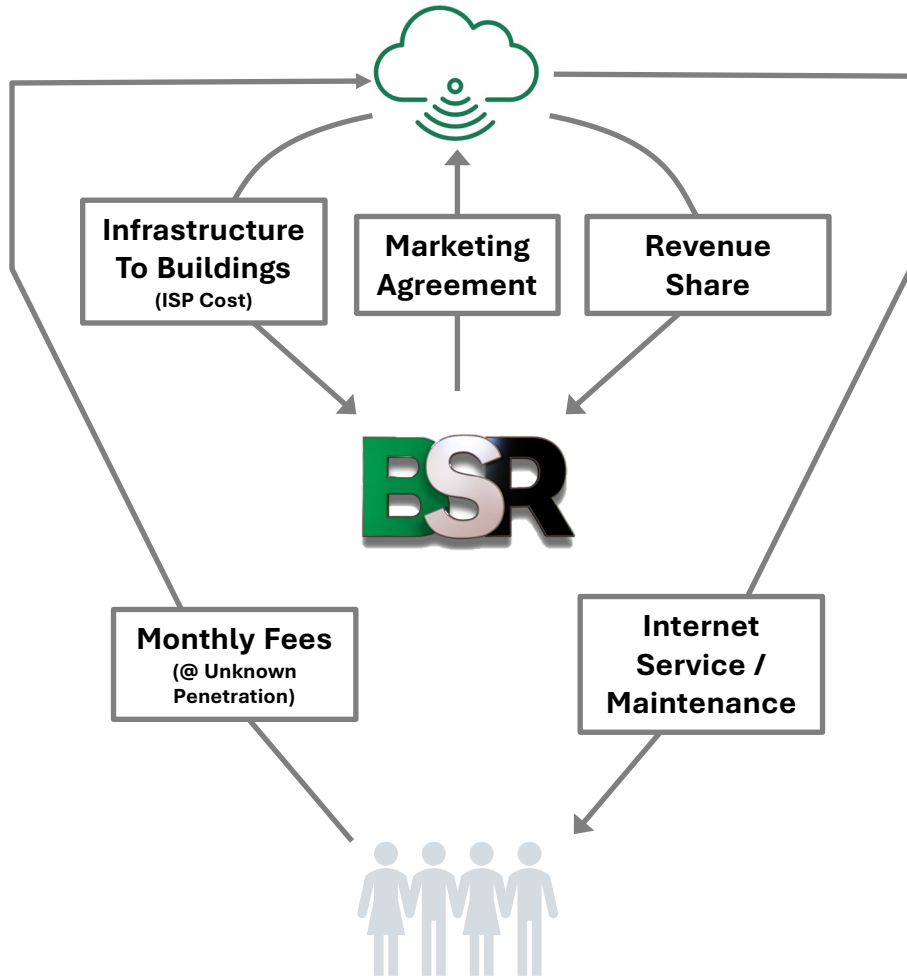 Infrastructure
To Buildings
(ISP Cost)
Marketing
Agreement
Revenue
Share
BSR
Monthly Fees
(@ Unknown
Penetration)
Internet
Service /
Maintenance